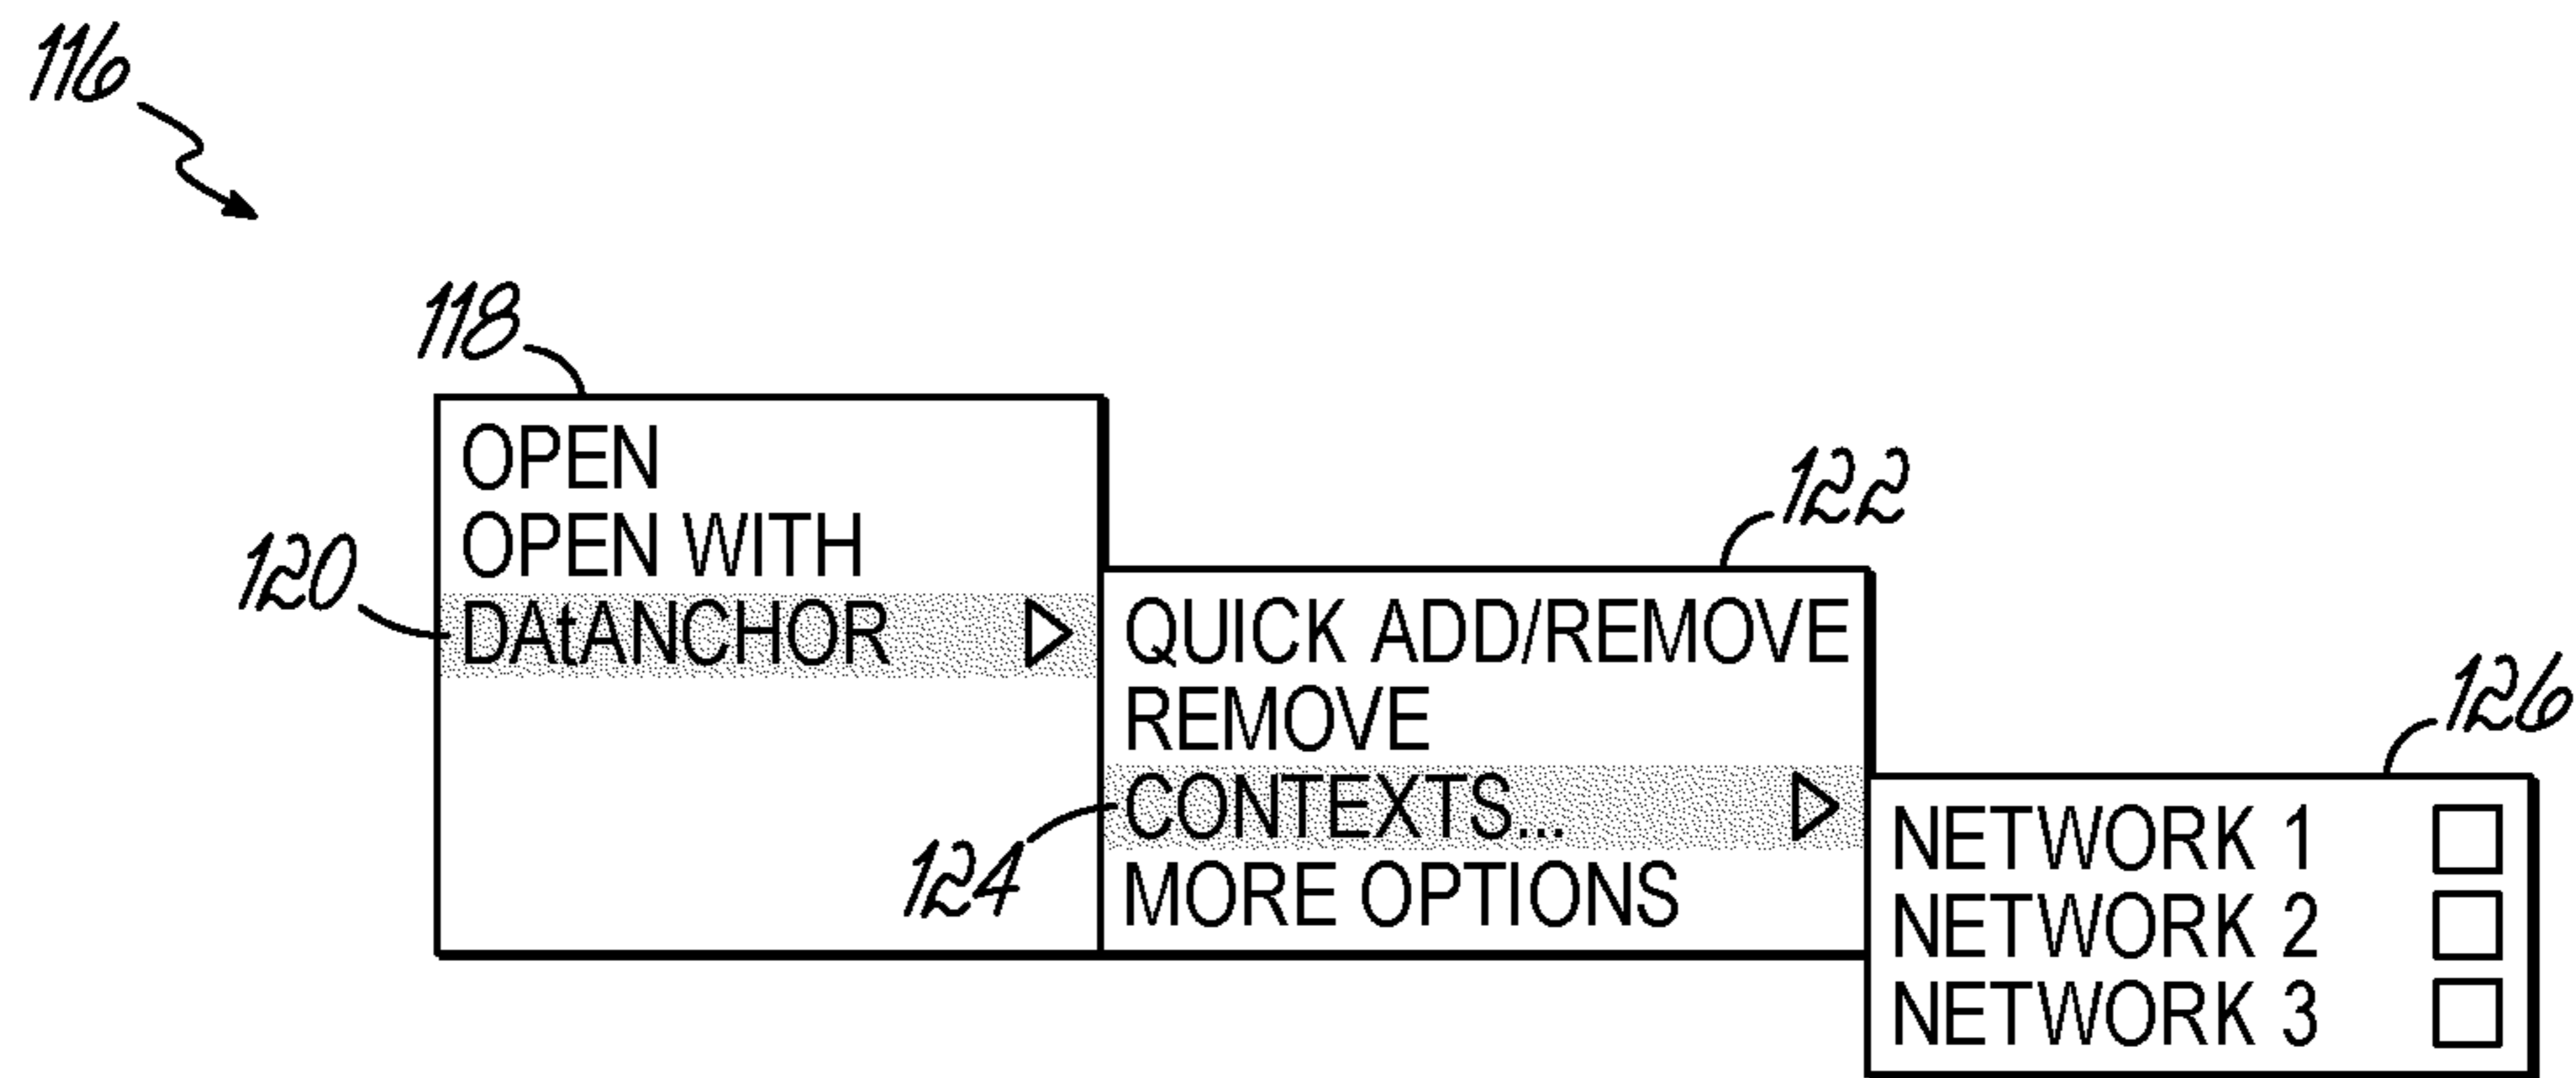 116
118
OPEN
OPEN WITH
120
DAtANCHOR
122
QUICK ADD/REMOVE
REMOVE
124
CONTEXTS...
MORE OPTIONS
126
NETWORK 1
NETWORK 2
NETWORK 3